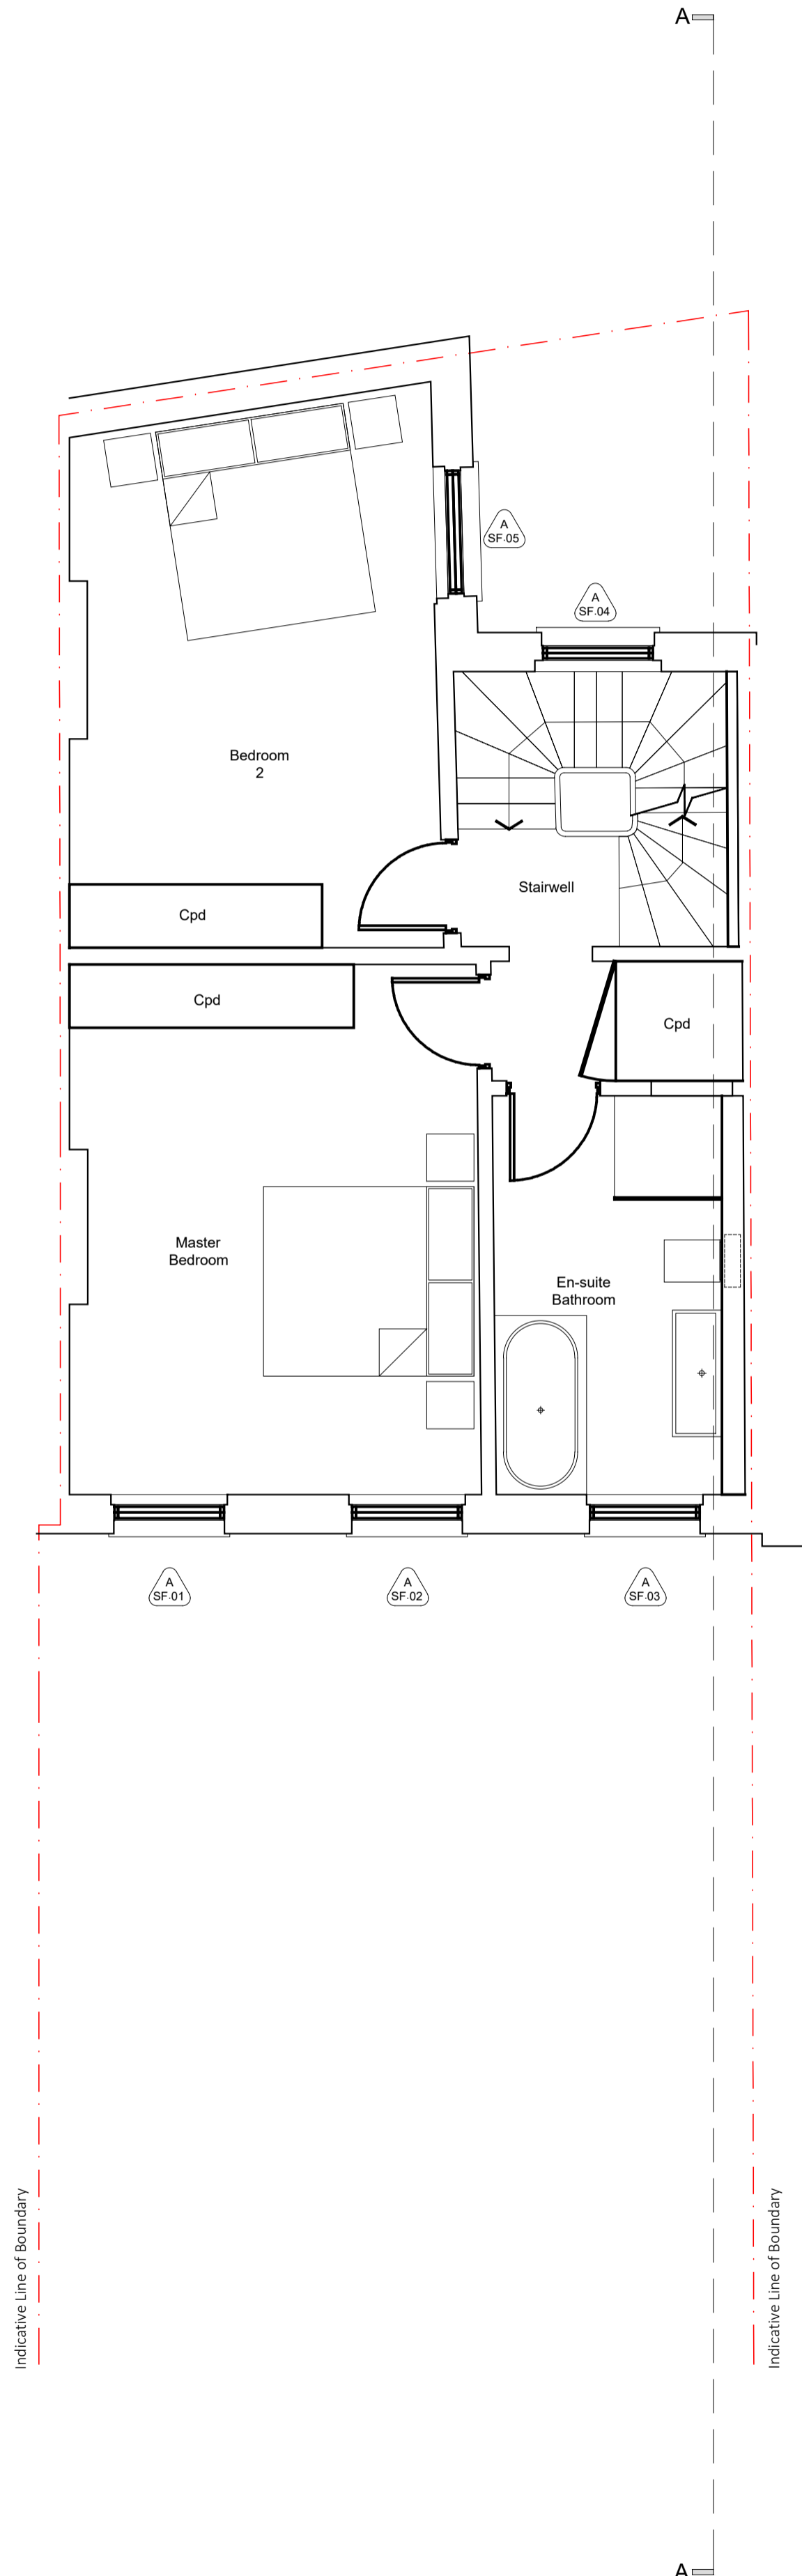 A
A
SF.05
A
SF.04
Bedroom
2
Stairwell
Cpd
Cpd
Cpd
Master
Bedroom
En-suite
Bathroom
A
SF.01
A
SF.02
A
SF.03
Indicative Line of Boundary
Indicative Line of Boundary
A